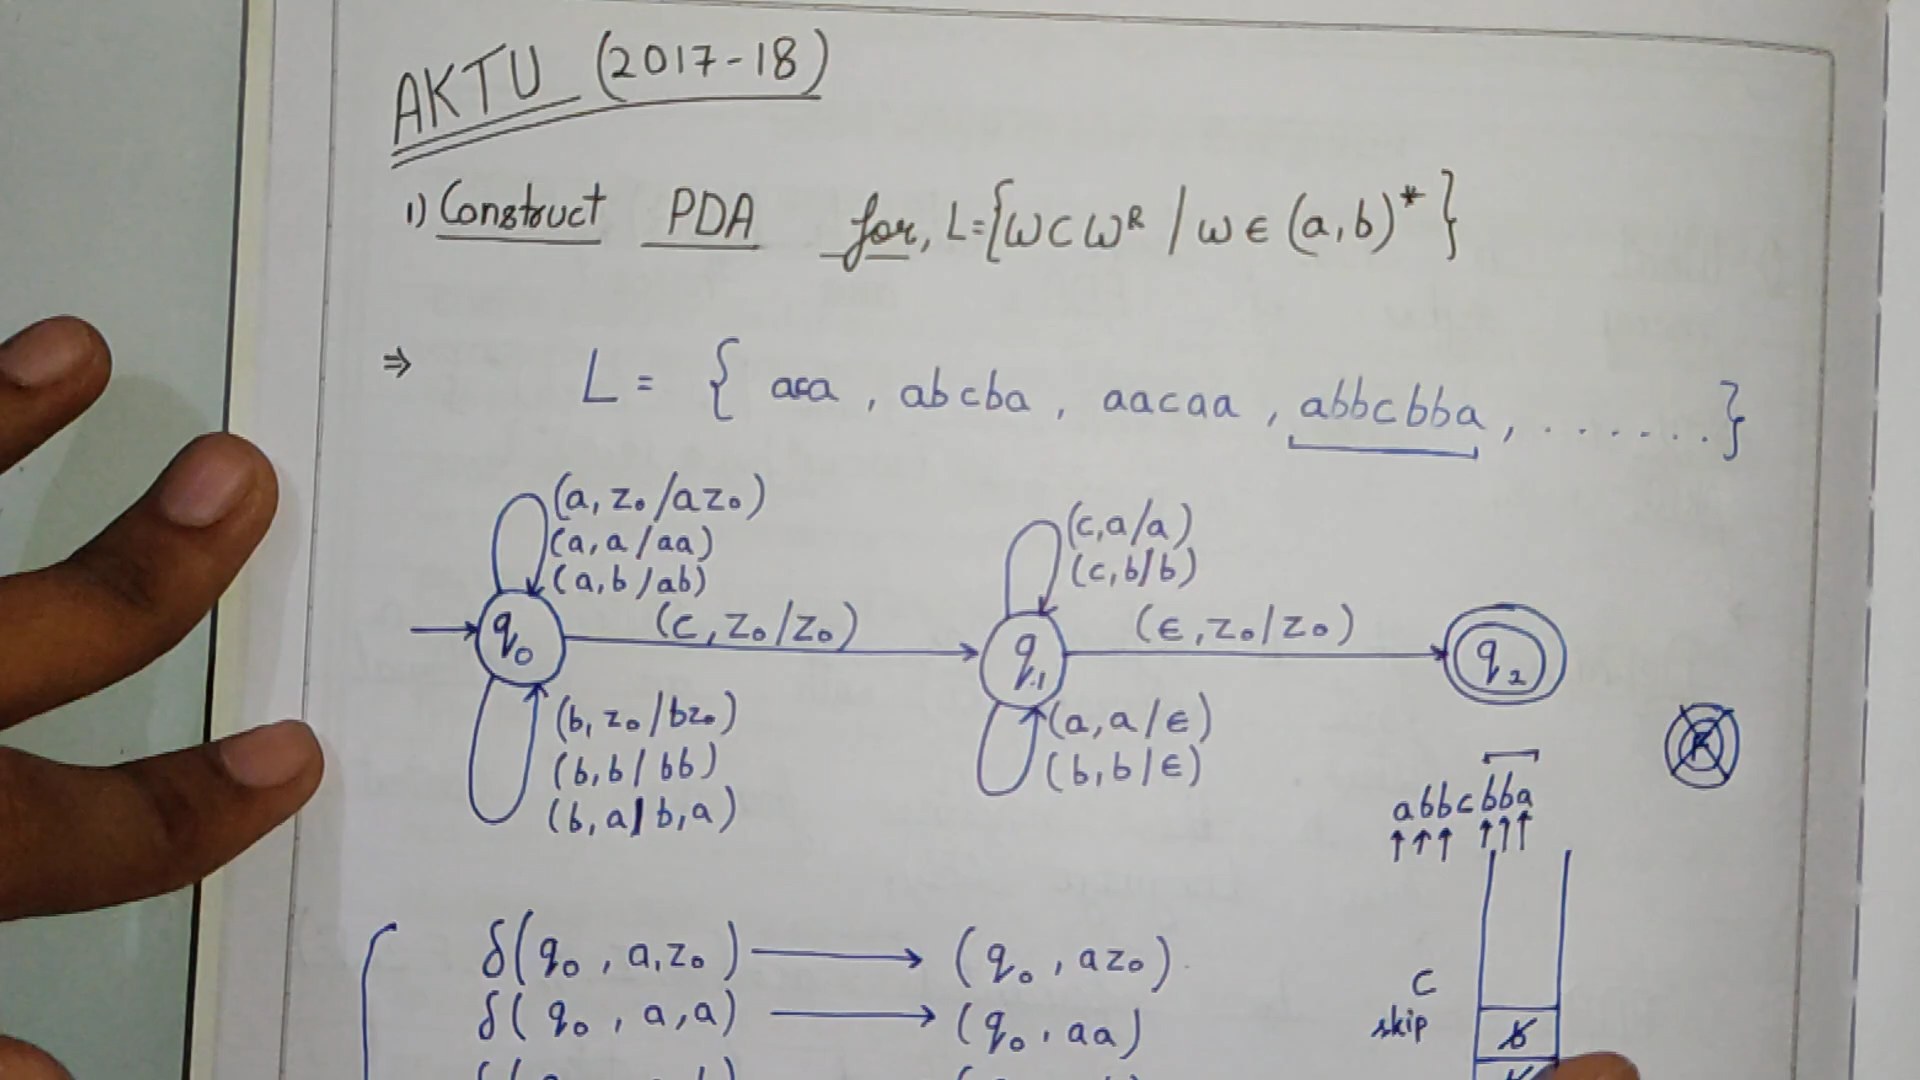 AKTU (2017-18)
1) Construct PDA for, L={wcwᴿ / w ∈ (a,b)* }
⇒ L = { aca , abcba , aacaa , abbcbba , ....... }
(a, z₀ /az₀)
(a, a /aa)
(a, b /ab)
(c,a/a)
(c,b/b)
q₀ (c, z₀/z₀) q₁ (ϵ, z₀/z₀) q₂
(b, z₀ /bz₀)
(b,b / bb)
(b, a/ b,a)
(a, a /ϵ)
(b, b /ϵ)
abbcbba
δ(q₀ , a, z₀ ) → (q₀ , az₀ )
δ( q₀ , a,a) → (q₀ , aa)
C
skip
b